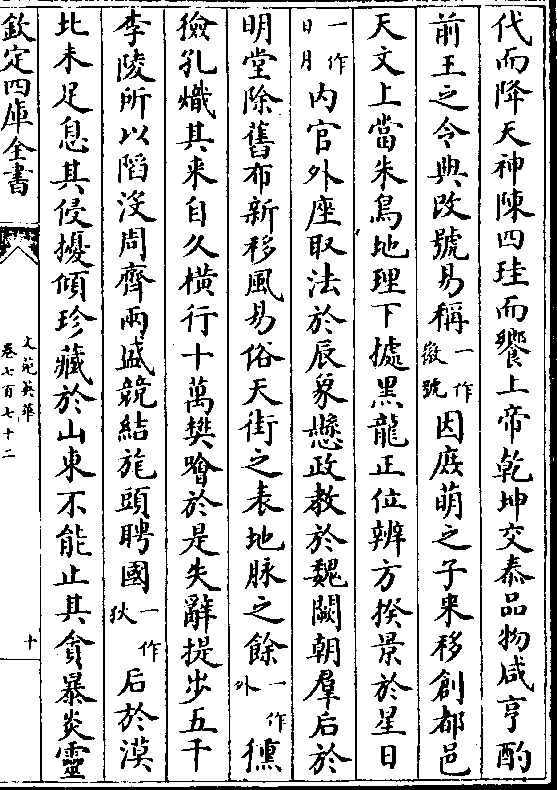 代而降天神陳四珪而饗上帝乾坤交泰品物咸亨酌
前王之令典改號易稱一作徽號因庶萌之子來移創都邑
天文上當朱鳥地理下據黑龍正位辨方揆景於星日
一作日月内官外座取法於辰象懸政教於魏闕朝羣后於
明堂除舊布新移風易俗天街之表地脉之餘一作外獯
獫孔熾其来自久横行十萬樊噲於是失辭提步五千
李陵所以陷沒周齊兩盛競結旄頭聘國一作狄后於漠
北未足息其侵擾傾珍藏於山東不能止其貪暴炎靈
欽定四庫全書
文苑英華
卷七百七十二
十